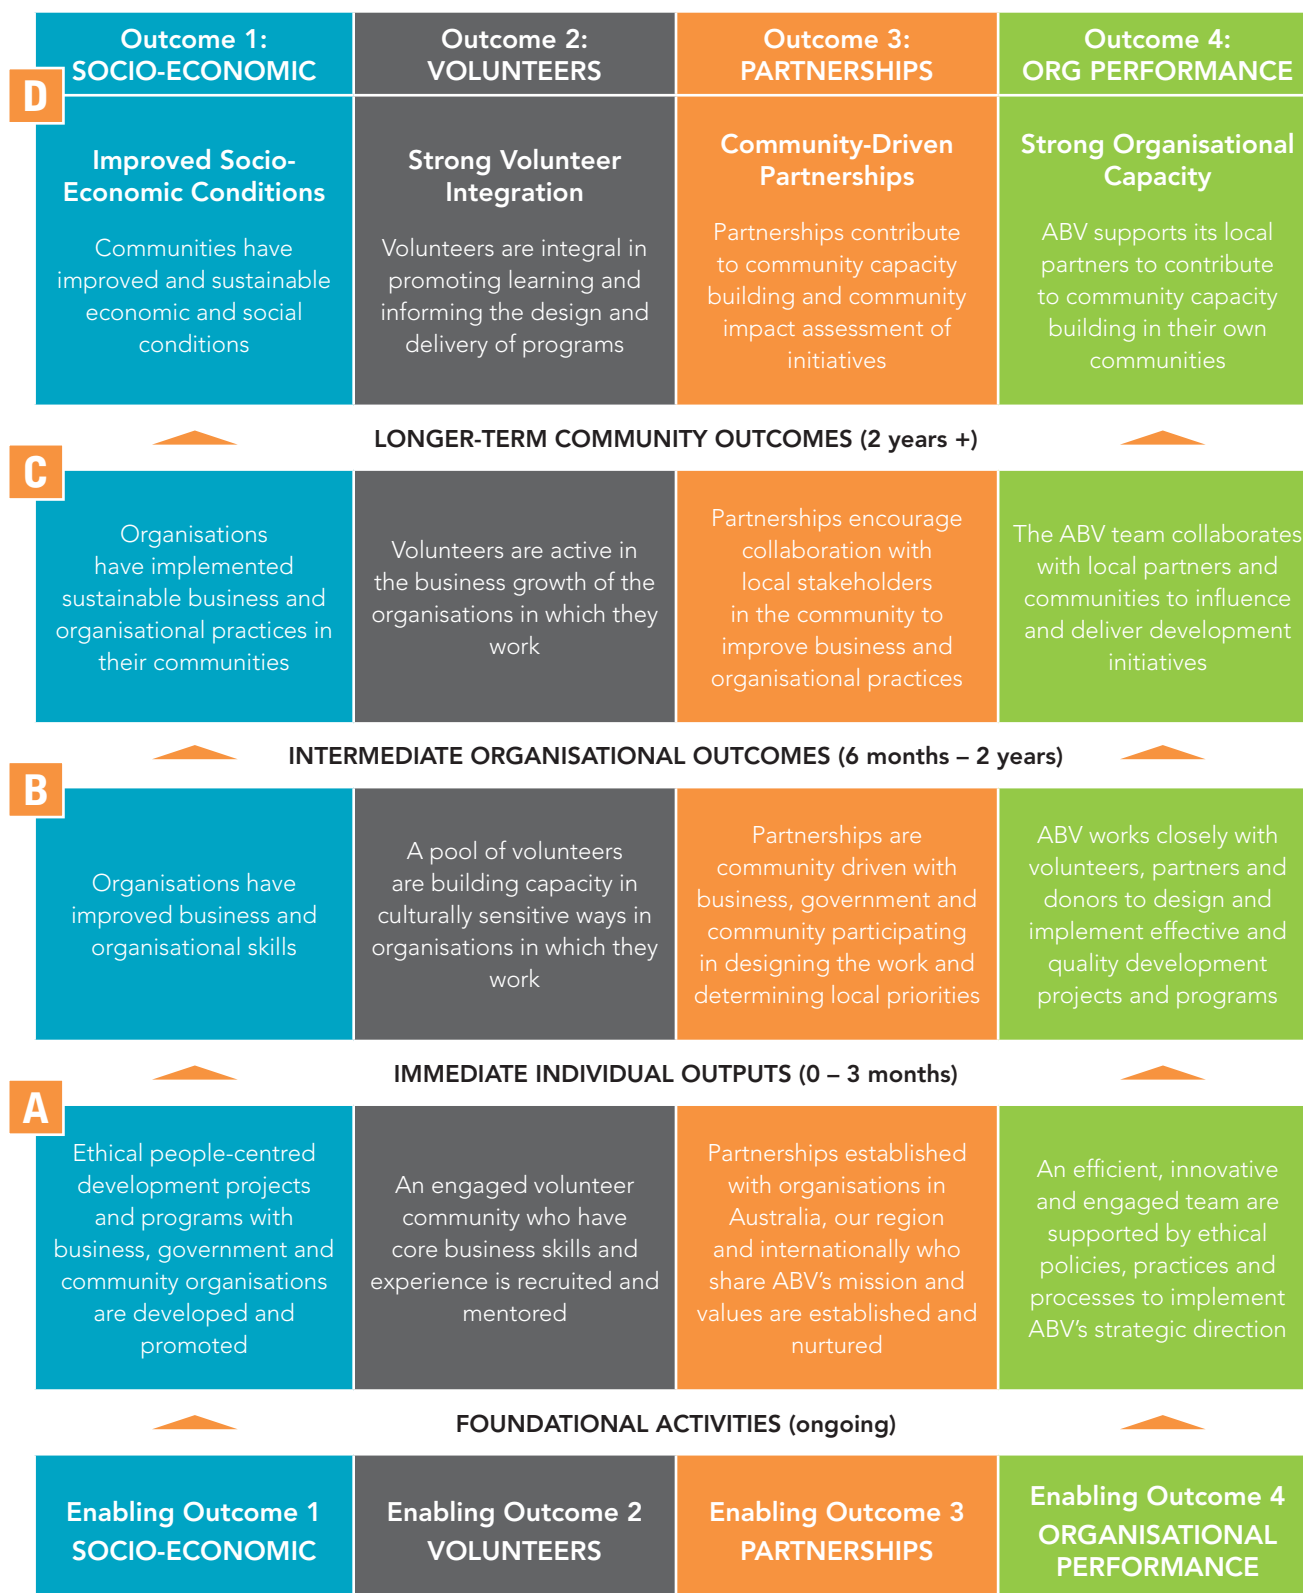 Outcome 1:
SOCIO-ECONOMIC
Outcome 2:
VOLUNTEERS
Outcome 3:
PARTNERSHIPS
Outcome 4:
ORG PERFORMANCE
D
Improved Socio-
Economic Conditions
Communities have
improved and sustainable
economic and social
conditions
Strong Volunteer
Integration
Volunteers are integral in
promoting learning and
informing the design and
delivery of programs
Community-Driven
Partnerships
Partnerships contribute
to community capacity
building and community
impact assessment of
initiatives
Strong Organisational
Capacity
ABV supports its local
partners to contribute
to community capacity
building in their own
communities
LONGER-TERM COMMUNITY OUTCOMES (2 years +)
C
Organisations
have implemented
sustainable business and
organisational practices in
their communities
Volunteers are active in
the business growth of the
organisations in which they
work
Partnerships encourage
collaboration with
local stakeholders
in the community to
improve business and
organisational practices
The ABV team collaborates
with local partners and
communities to influence
and deliver development
initiatives
INTERMEDIATE ORGANISATIONAL OUTCOMES (6 months – 2 years)
B
Organisations have
improved business and
organisational skills
A pool of volunteers
are building capacity in
culturally sensitive ways in
organisations in which they
work
Partnerships are
community driven with
business, government and
community participating
in designing the work and
determining local priorities
ABV works closely with
volunteers, partners and
donors to design and
implement effective and
quality development
projects and programs
IMMEDIATE INDIVIDUAL OUTPUTS (0 – 3 months)
A
Ethical people-centred
development projects
and programs with
business, government and
community organisations
are developed and
promoted
An engaged volunteer
community who have
core business skills and
experience is recruited and
mentored
Partnerships established
with organisations in
Australia, our region
and internationally who
share ABV's mission and
values are established and
nurtured
An efficient, innovative
and engaged team are
supported by ethical
policies, practices and
processes to implement
ABV's strategic direction
FOUNDATIONAL ACTIVITIES (ongoing)
Enabling Outcome 1
SOCIO-ECONOMIC
Enabling Outcome 2
VOLUNTEERS
Enabling Outcome 3
PARTNERSHIPS
Enabling Outcome 4
ORGANISATIONAL
PERFORMANCE